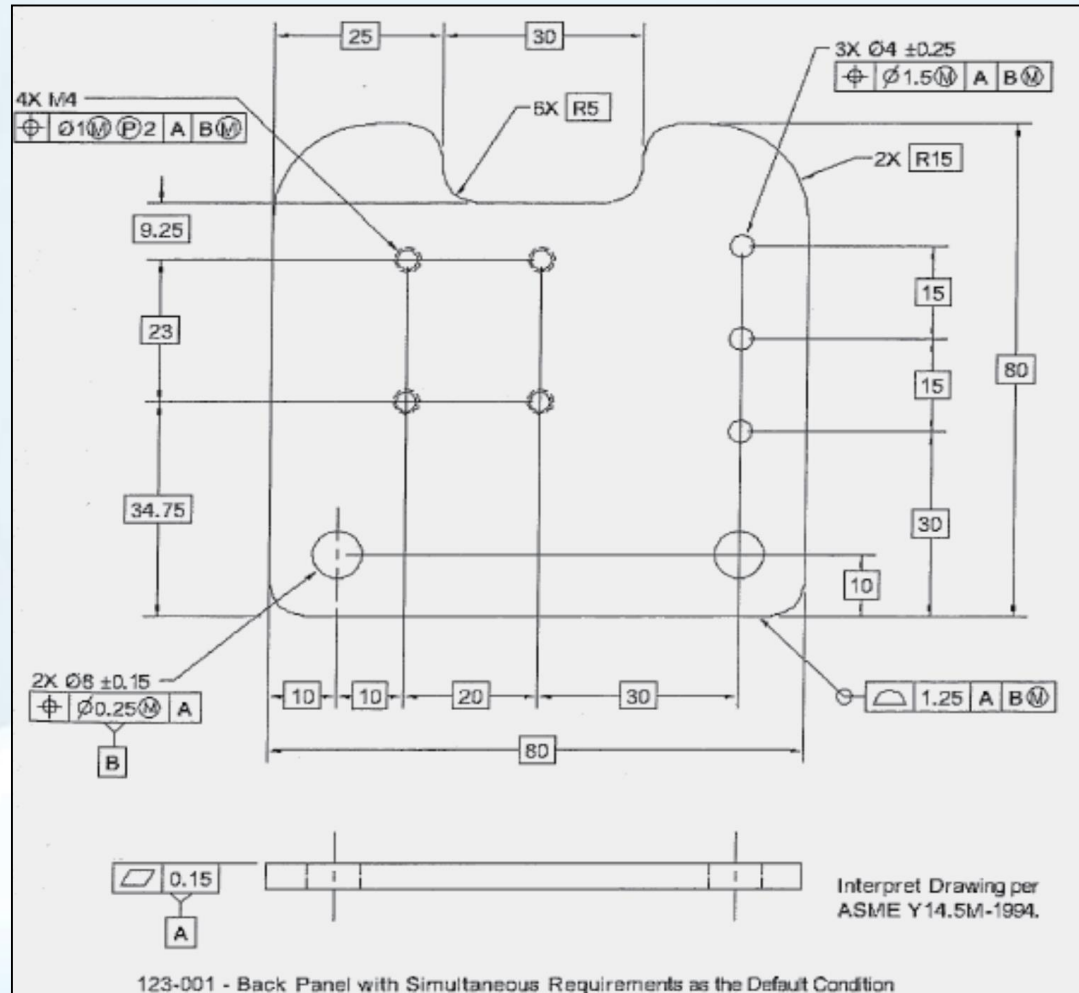 25
30
3X Ø4 ±0.25
⌖ Ø1.5Ⓜ A BⓂ
4X M4
⌖ Ø1ⓂⓅ2 A BⓂ
6X R5
2X R15
9.25
23
34.75
15
15
30
80
10
2X Ø8 ±0.15
⌖ Ø0.25Ⓜ A
B
10
10
20
30
80
⌓ 1.25 A BⓂ
⏥ 0.15
A
Interpret Drawing per
ASME Y14.5M-1994.
123-001 - Back Panel with Simultaneous Requirements as the Default Condition